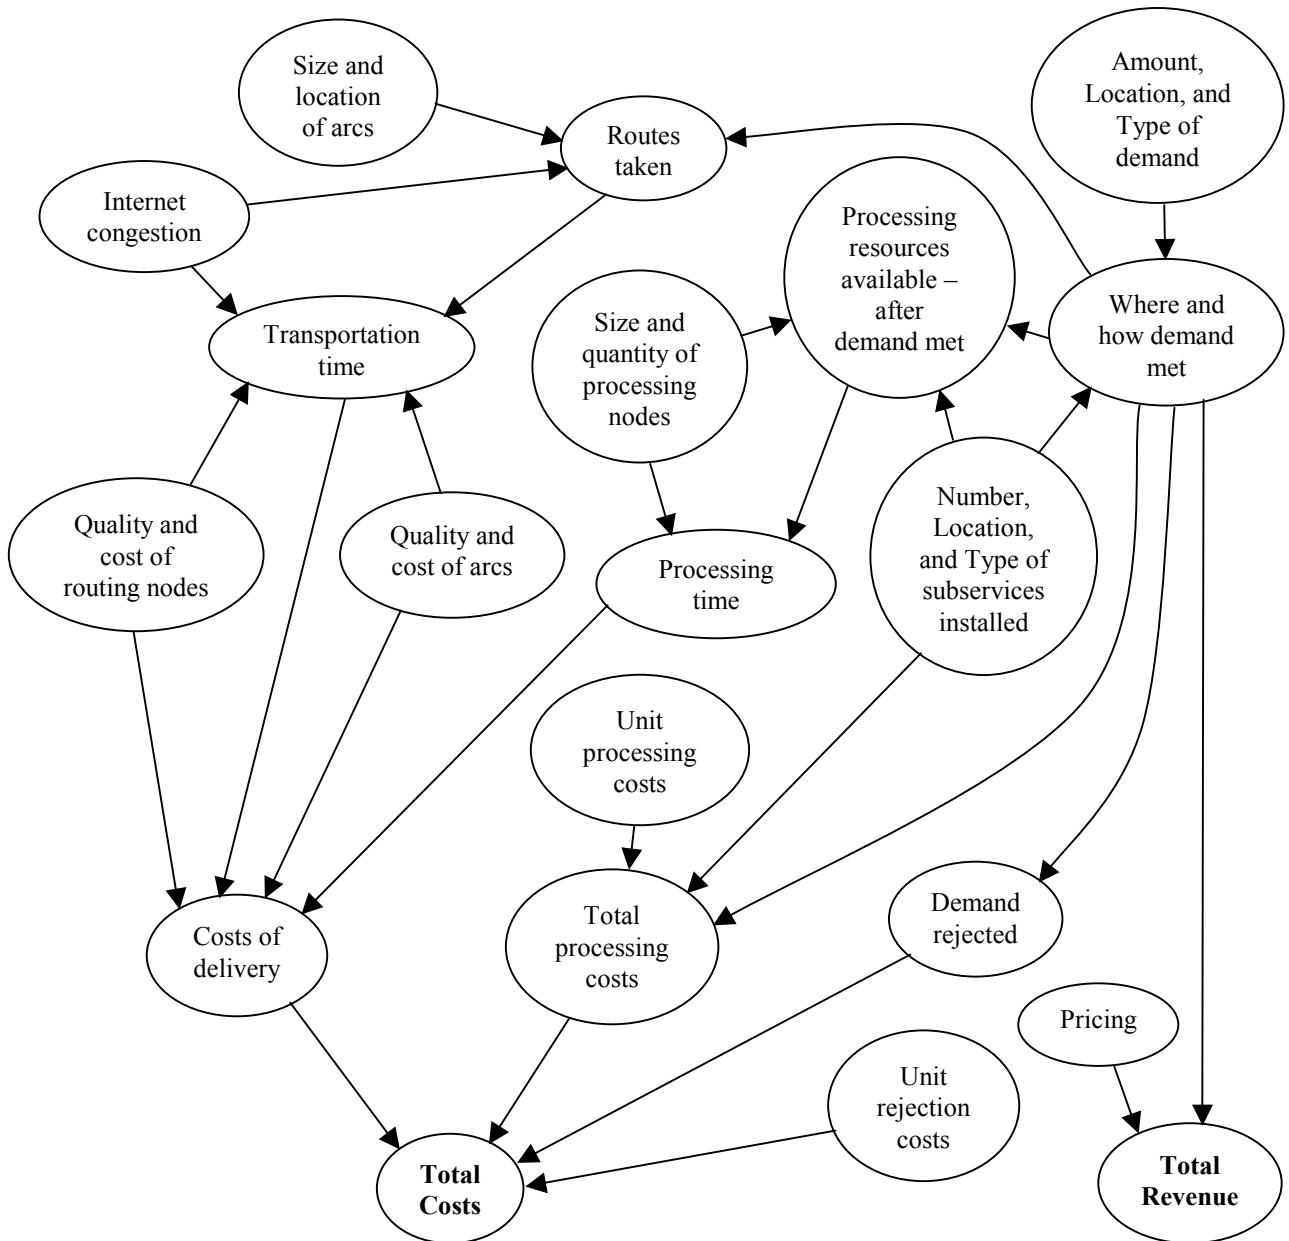 Size and
location
of arcs
Amount,
Location, and
Type of
demand
Routes
taken
Internet
congestion
Processing
resources
available –
after
demand met
Where and
how demand
met
Size and
quantity of
processing
nodes
Transportation
time
Number,
Location,
and Type of
subservices
installed
Quality and
cost of
routing nodes
Quality and
cost of arcs
Processing
time
Unit
processing
costs
Costs of
delivery
Total
processing
costs
Demand
rejected
Pricing
Unit
rejection
costs
Total
Costs
Total
Revenue